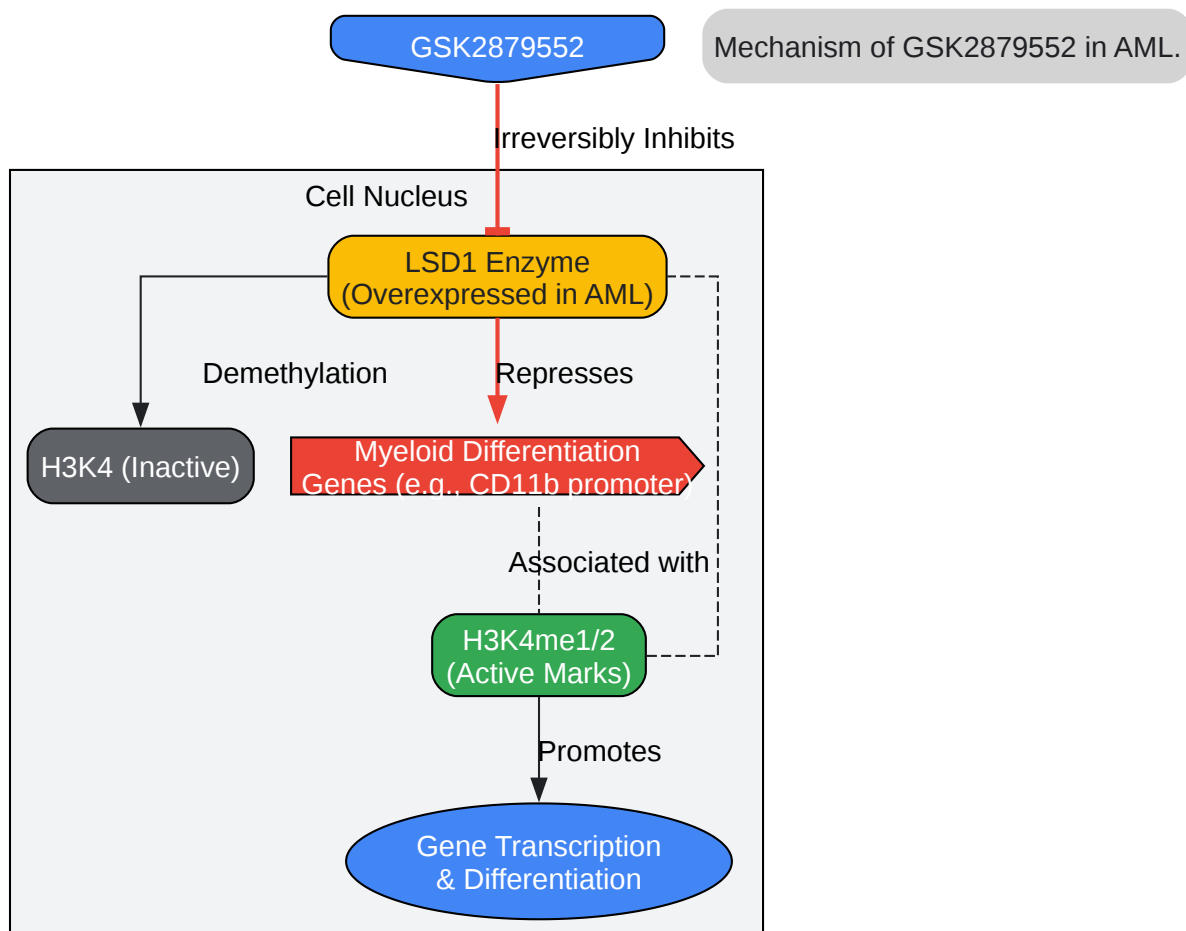 GSK2879552
Mechanism of GSK2879552 in AML.
Irreversibly Inhibits
Cell Nucleus
LSD1 Enzyme
(Overexpressed in AML)
Demethylation
Represses
H3K4 (Inactive)
Myeloid Differentiation
Genes (e.g., CD11b promoter)
Associated with
H3K4me1/2
(Active Marks)
Promotes
Gene Transcription
& Differentiation